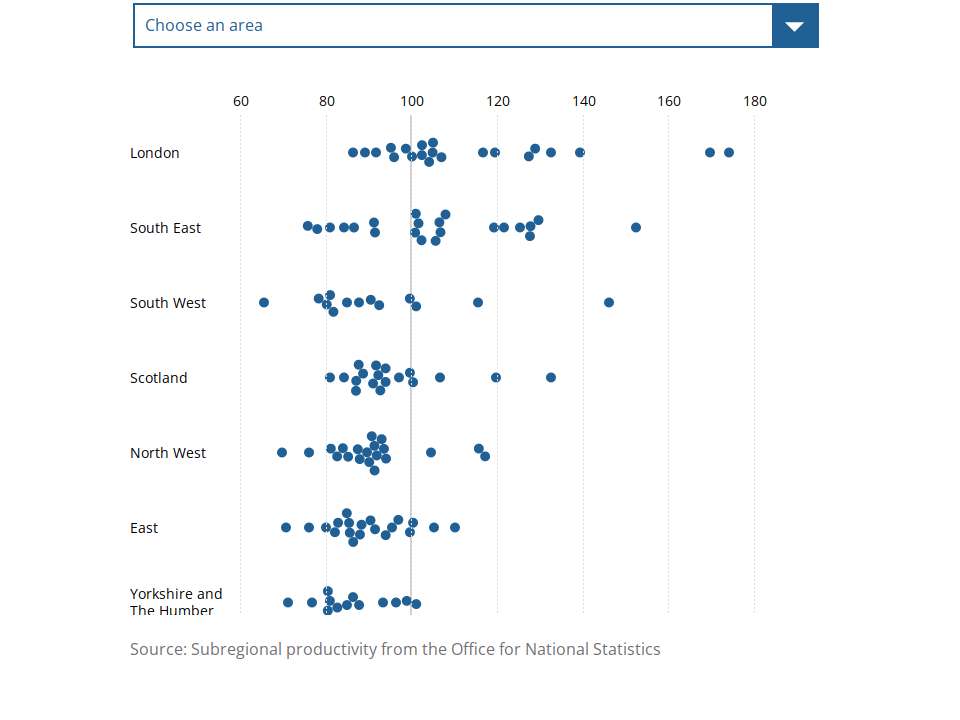 Choose an area
60 80 100 120 140 160 180
London
South East
South West
Scotland
North West
East
Yorkshire and
The Humber
Source: Subregional productivity from the Office for National Statistics